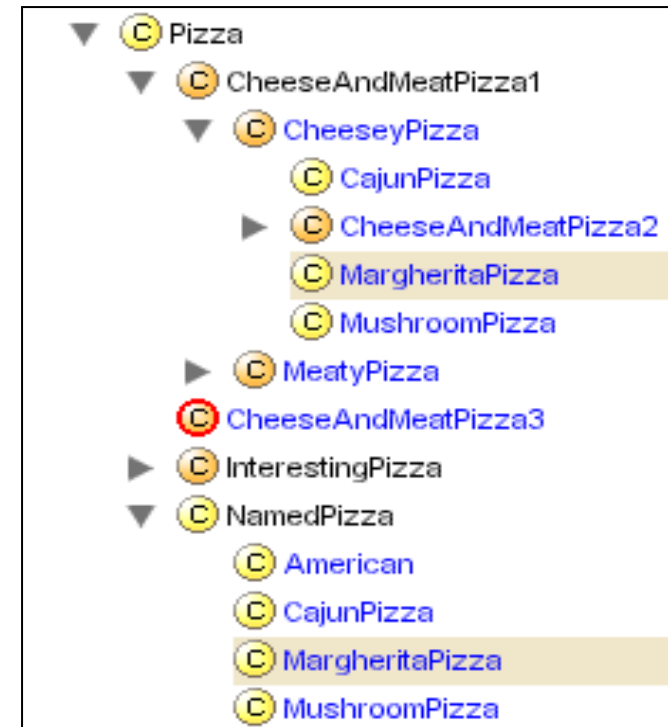 C Pizza
C CheeseAndMeatPizza1
C CheeseyPizza
C CajunPizza
C CheeseAndMeatPizza2
C MargheritaPizza
C MushroomPizza
C MeatyPizza
C CheeseAndMeatPizza3
C InterestingPizza
C NamedPizza
C American
C CajunPizza
C MargheritaPizza
C MushroomPizza